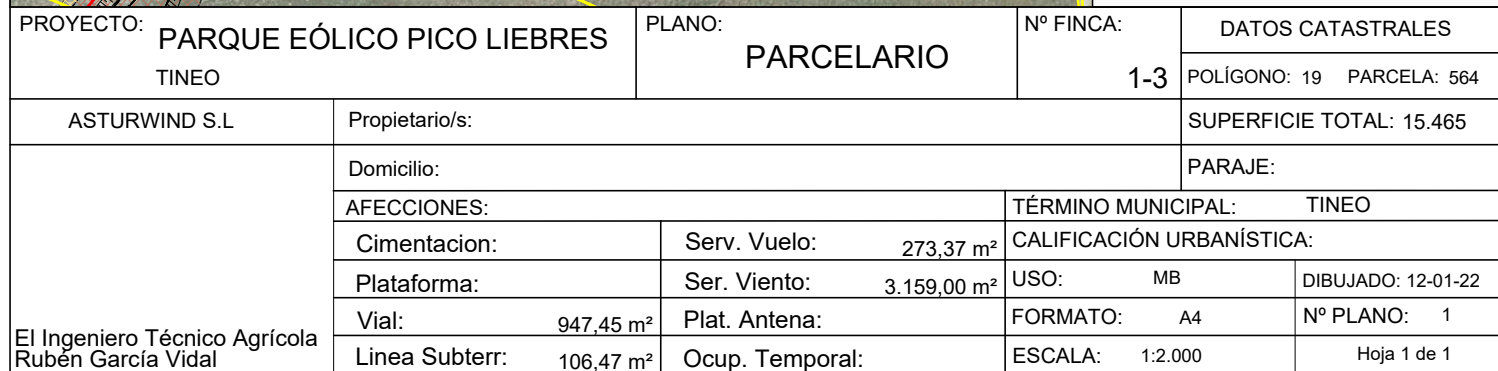 PROYECTO: PARQUE EÓLICO PICO LIEBRES
TINEO
PLANO:
PARCELARIO
Nº FINCA:
1-3
DATOS CATASTRALES
POLÍGONO: 19 PARCELA: 564
ASTURWIND S.L
Propietario/s:
SUPERFICIE TOTAL: 15.465
Domicilio:
PARAJE:
AFECCIONES:
TÉRMINO MUNICIPAL: TINEO
Cimentacion:
Serv. Vuelo: 273,37 m²
CALIFICACIÓN URBANÍSTICA:
Plataforma:
Ser. Viento: 3.159,00 m²
USO: MB
DIBUJADO: 12-01-22
Vial: 947,45 m²
Plat. Antena:
FORMATO: A4
Nº PLANO: 1
El Ingeniero Técnico Agrícola
Rubén García Vidal
Linea Subterr: 106,47 m²
Ocup. Temporal:
ESCALA: 1:2.000
Hoja 1 de 1